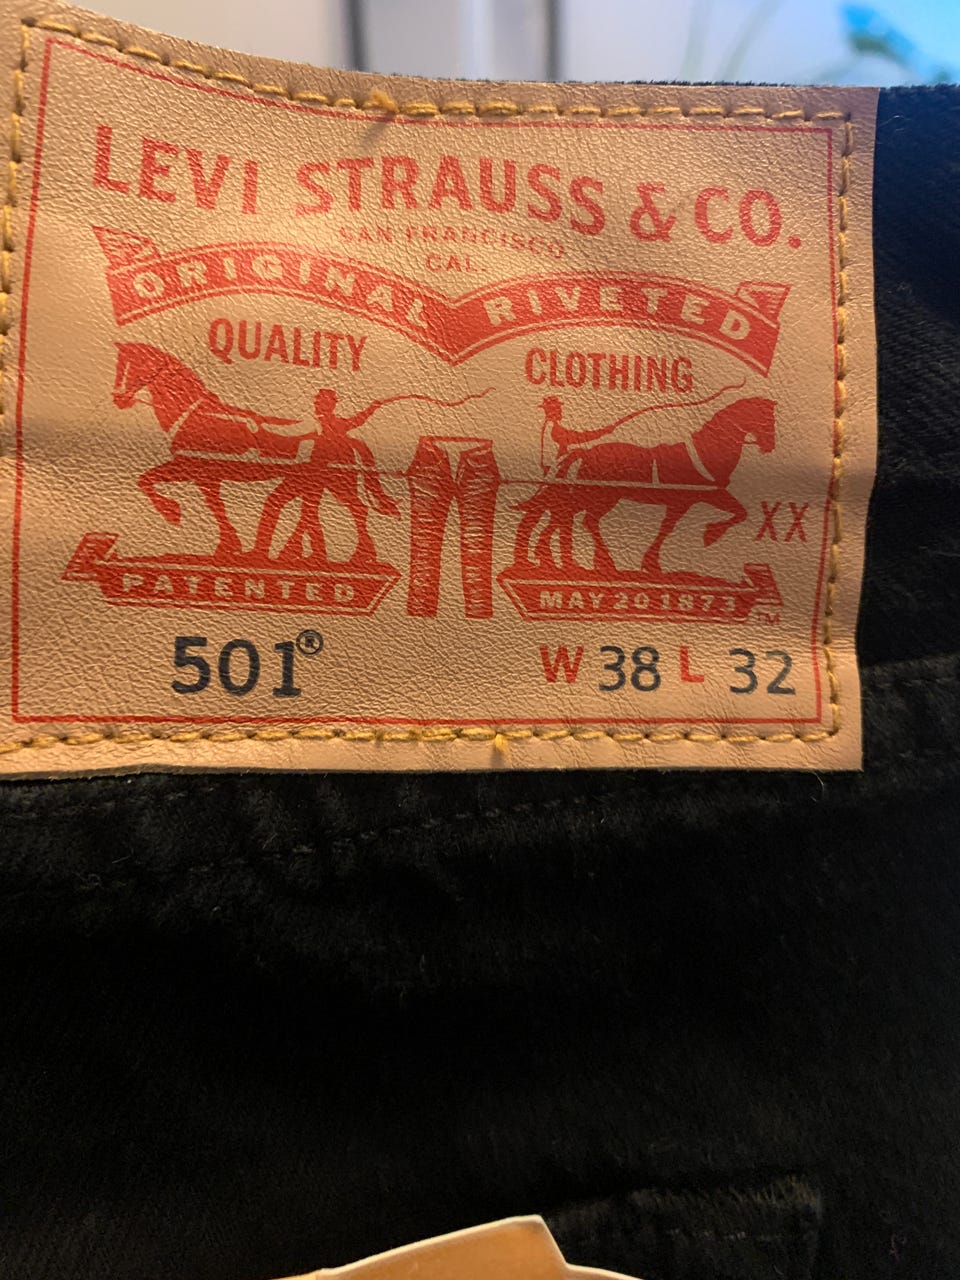 LEVI STRAUSS & CO.
SAN FRANCISCO
CAL.
ORIGINAL RIVETED
QUALITY CLOTHING
XX
PATENTED MAY 20 1873 TM
501® W 38 L 32